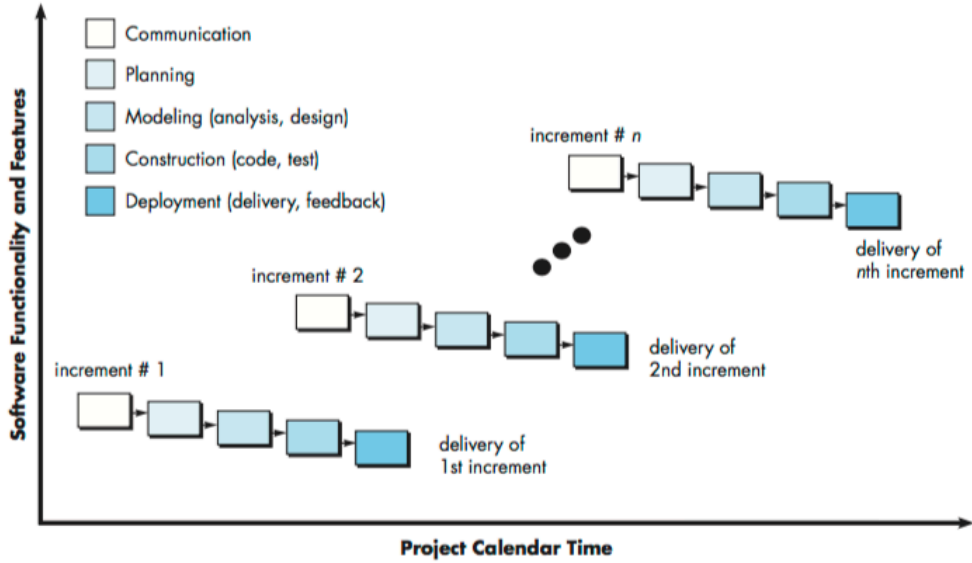 Software Functionality and Features
Communication
Planning
Modeling (analysis, design)
Construction (code, test)
Deployment (delivery, feedback)
increment # n
delivery of
nth increment
increment # 2
delivery of
2nd increment
increment # 1
delivery of
1st increment
Project Calendar Time